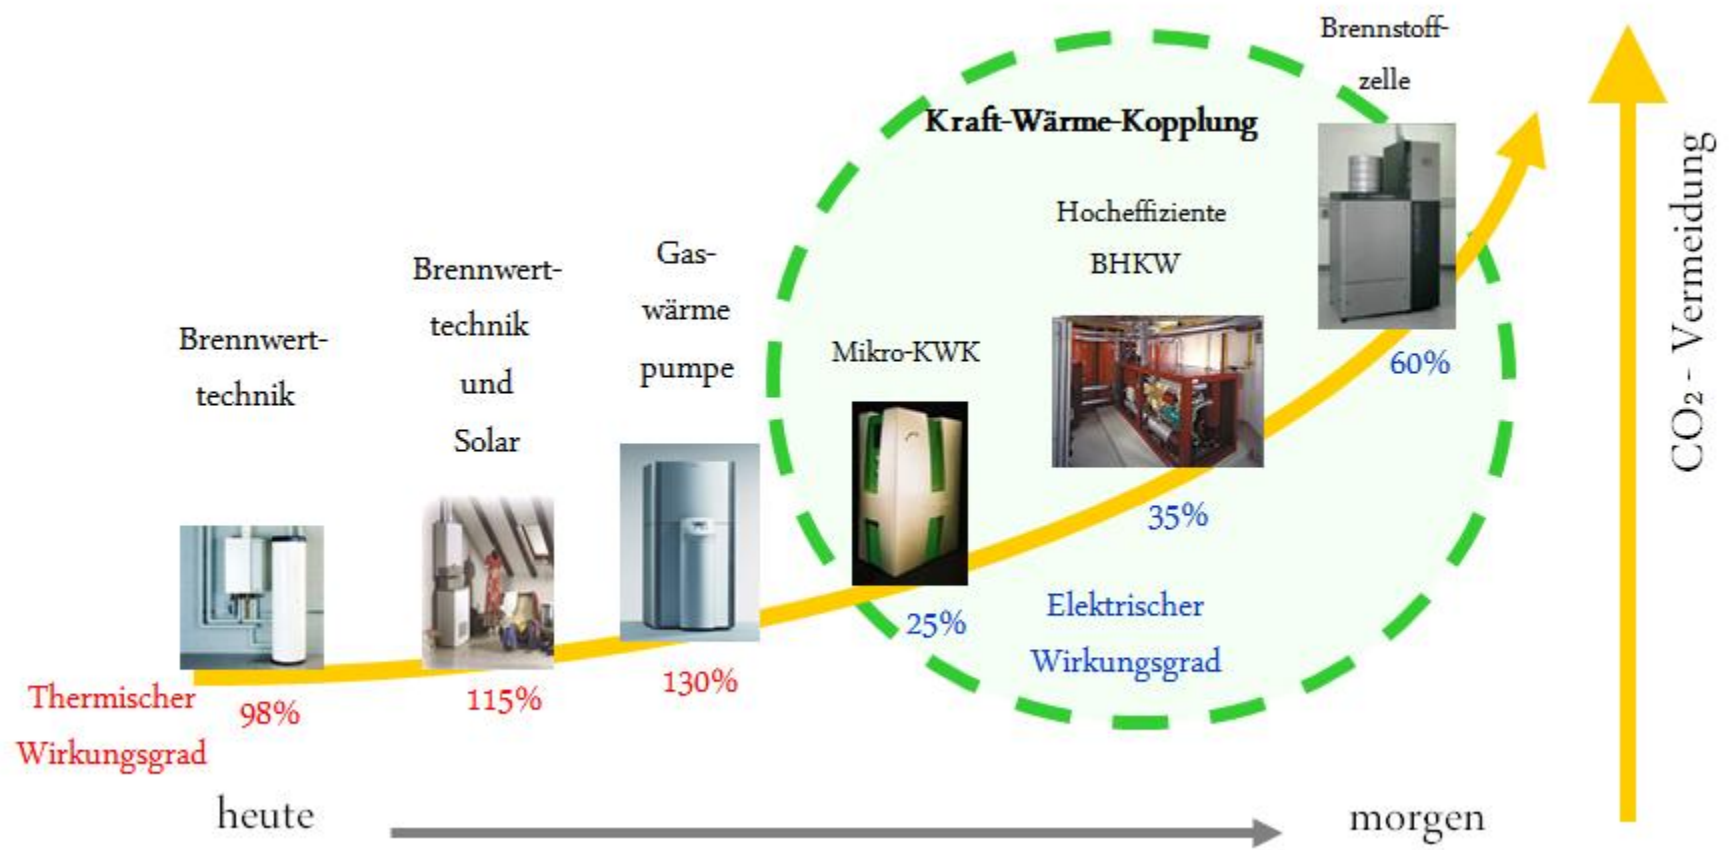 Brennstoff-
zelle
Kraft-Wärme-Kopplung
Hocheffiziente
BHKW
Gas-
wärme
pumpe
Brennwert-
technik
und
Solar
Brennwert-
technik
Mikro-KWK
60%
35%
25%
Elektrischer
Wirkungsgrad
130%
115%
98%
Thermischer
Wirkungsgrad
heute
morgen
CO₂ - Vermeidung